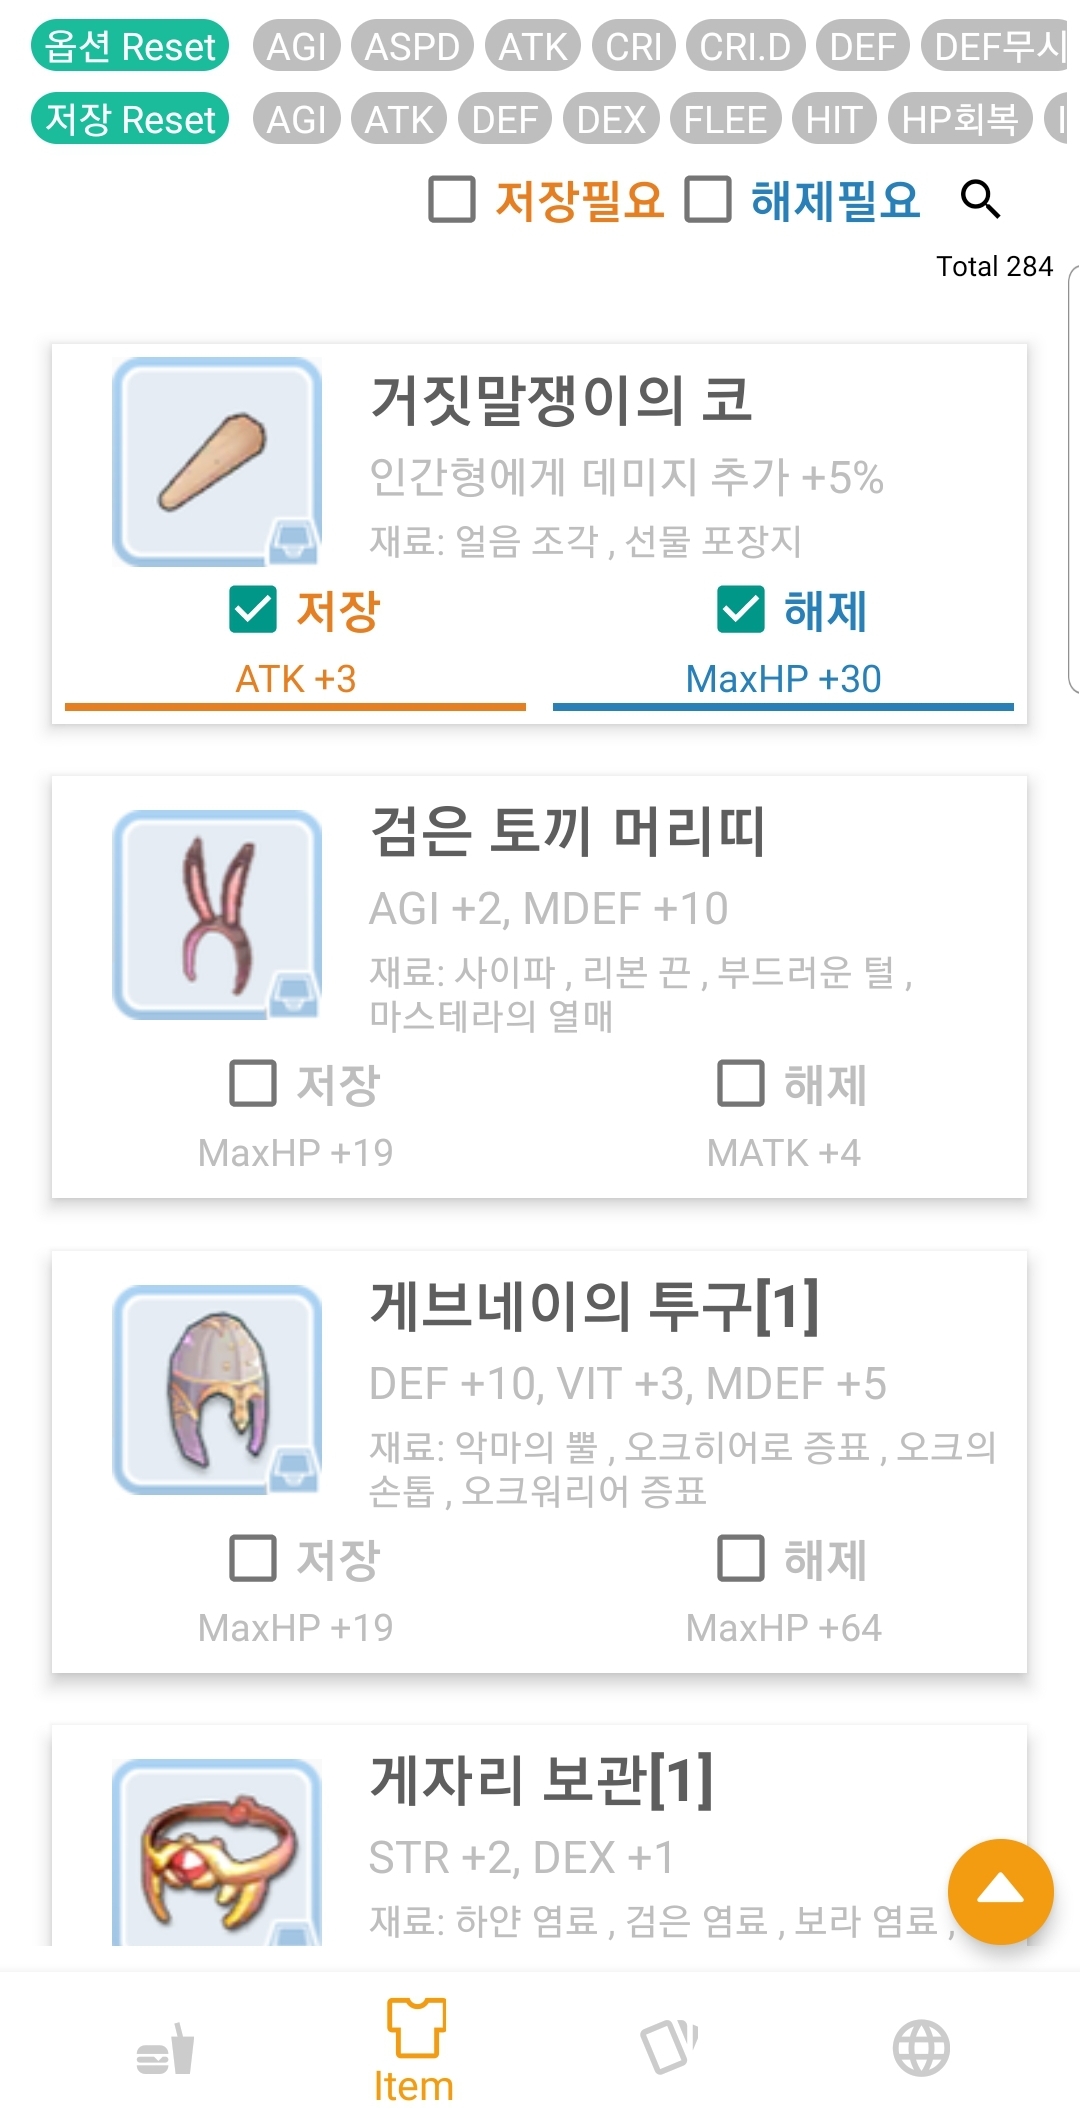 옵션 Reset AGI ASPD ATK CRI CRI.D DEF DEF무시
저장 Reset AGI ATK DEF DEX FLEE HIT HP회복
저장필요 해제필요
Total 284
거짓말쟁이의 코
인간형에게 데미지 추가 +5%
재료: 얼음 조각 , 선물 포장지
저장 해제
ATK +3 MaxHP +30
검은 토끼 머리띠
AGI +2, MDEF +10
재료: 사이파 , 리본 끈 , 부드러운 털 ,
마스테라의 열매
저장 해제
MaxHP +19 MATK +4
게브네이의 투구[1]
DEF +10, VIT +3, MDEF +5
재료: 악마의 뿔 , 오크히어로 증표 , 오크의
손톱 , 오크워리어 증표
저장 해제
MaxHP +19 MaxHP +64
게자리 보관[1]
STR +2, DEX +1
재료: 하얀 염료 , 검은 염료 , 보라 염료 ,
Item